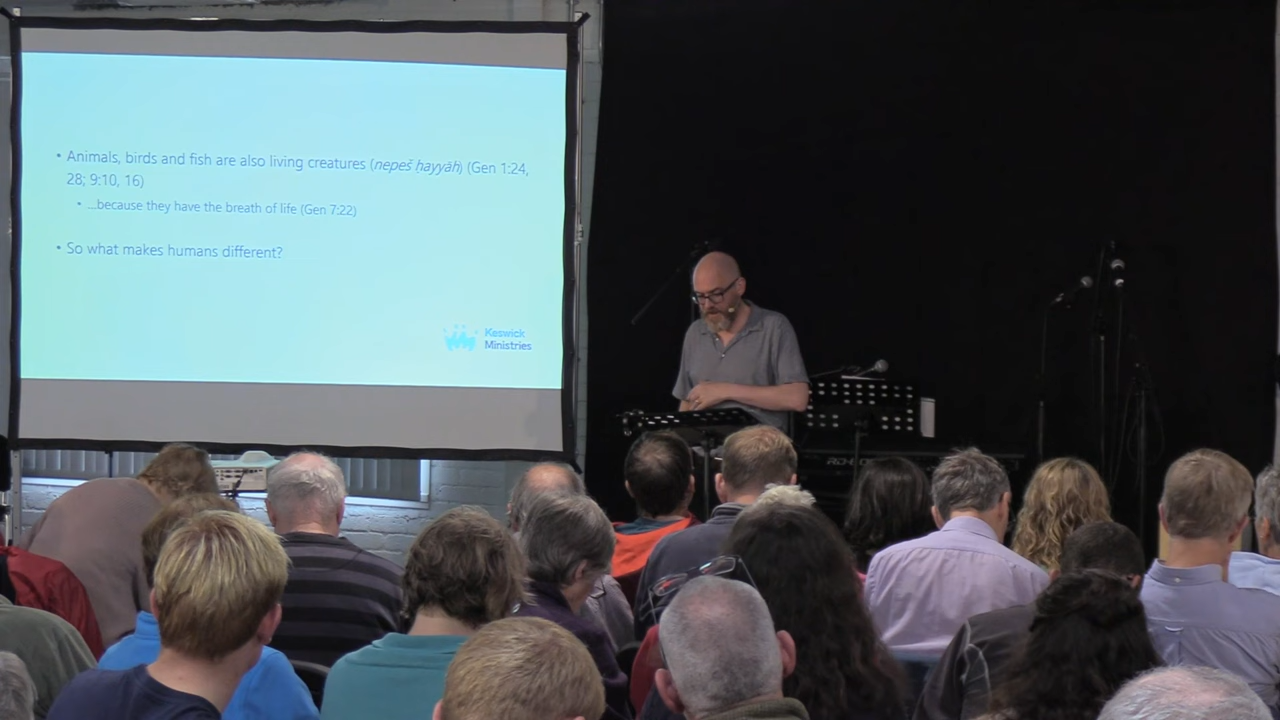 • Animals, birds and fish are also living creatures (nepeš ḥayyāh) (Gen 1:24,
28; 9:10, 16)
• ...because they have the breath of life (Gen 7:22)
• So what makes humans different?
Keswick
Ministries